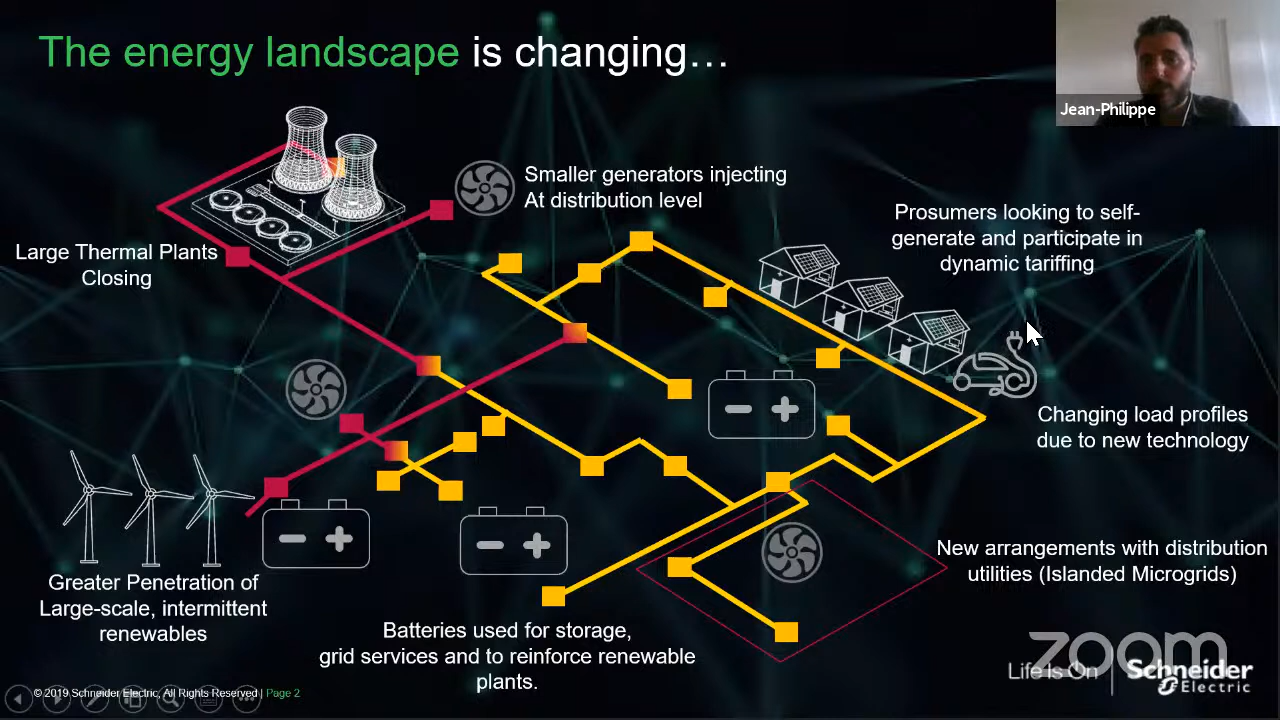 The energy landscape is changing…
Jean-Philippe
Smaller generators injecting
At distribution level
Prosumers looking to self-
generate and participate in
dynamic tariffing
Large Thermal Plants
Closing
Changing load profiles
due to new technology
New arrangements with distribution
utilities (Islanded Microgrids)
Greater Penetration of
Large-scale, intermittent
renewables
Batteries used for storage,
grid services and to reinforce renewable
plants.
zoom
Life Is On
Schneider
Electric
© 2019 Schneider Electric, All Rights Reserved | Page 2